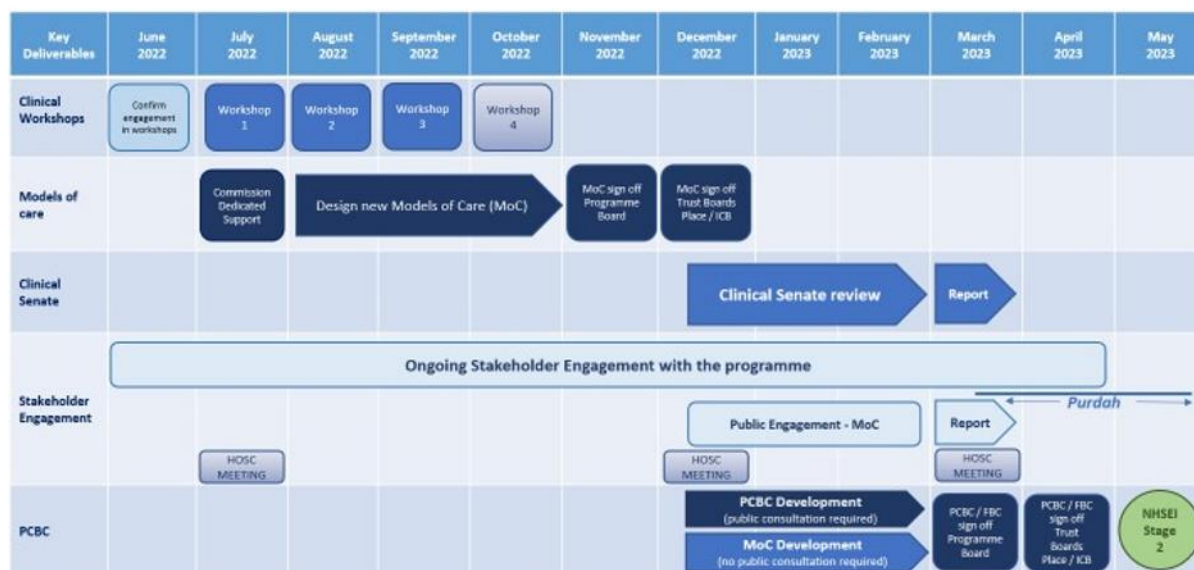 Key
Deliverables
June
2022
July
2022
August
2022
September
2022
October
2022
November
2022
December
2022
January
2023
February
2023
March
2023
April
2023
May
2023
Clinical
Workshops
Confirm
engagement
in workshops
Workshop
1
Workshop
2
Workshop
3
Workshop
4
Models of
care
Commission
Dedicated
Support
Design new Models of Care (MoC)
MoC sign off
Programme
Board
MoC sign off
Trust Boards
Place / ICB
Clinical
Senate
Clinical Senate review
Report
Stakeholder
Engagement
Ongoing Stakeholder Engagement with the programme
Purdah
Public Engagement - MoC
Report
HOSC
MEETING
HOSC
MEETING
HOSC
MEETING
PCBC
PCBC Development
(public consultation required)
MoC Development
(no public consultation required)
PCBC / FBC
sign off
Programme
Board
PCBC / FBC
sign off
Trust
Boards
Place / ICB
NHSEI
Stage
2